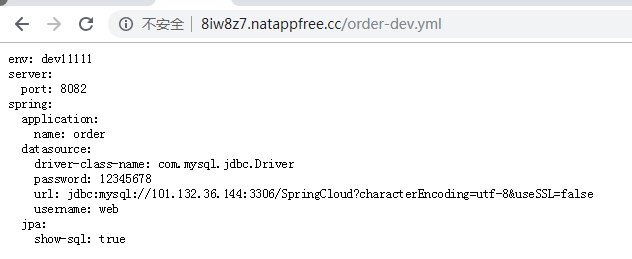 不安全 | 8iw8z7.natappfree.cc/order-dev.yml
env: dev11111
server:
  port: 8082
spring:
  application:
    name: order
  datasource:
    driver-class-name: com.mysql.jdbc.Driver
    password: 12345678
    url: jdbc:mysql://101.132.36.144:3306/SpringCloud?characterEncoding=utf-8&useSSL=false
    username: web
  jpa:
    show-sql: true